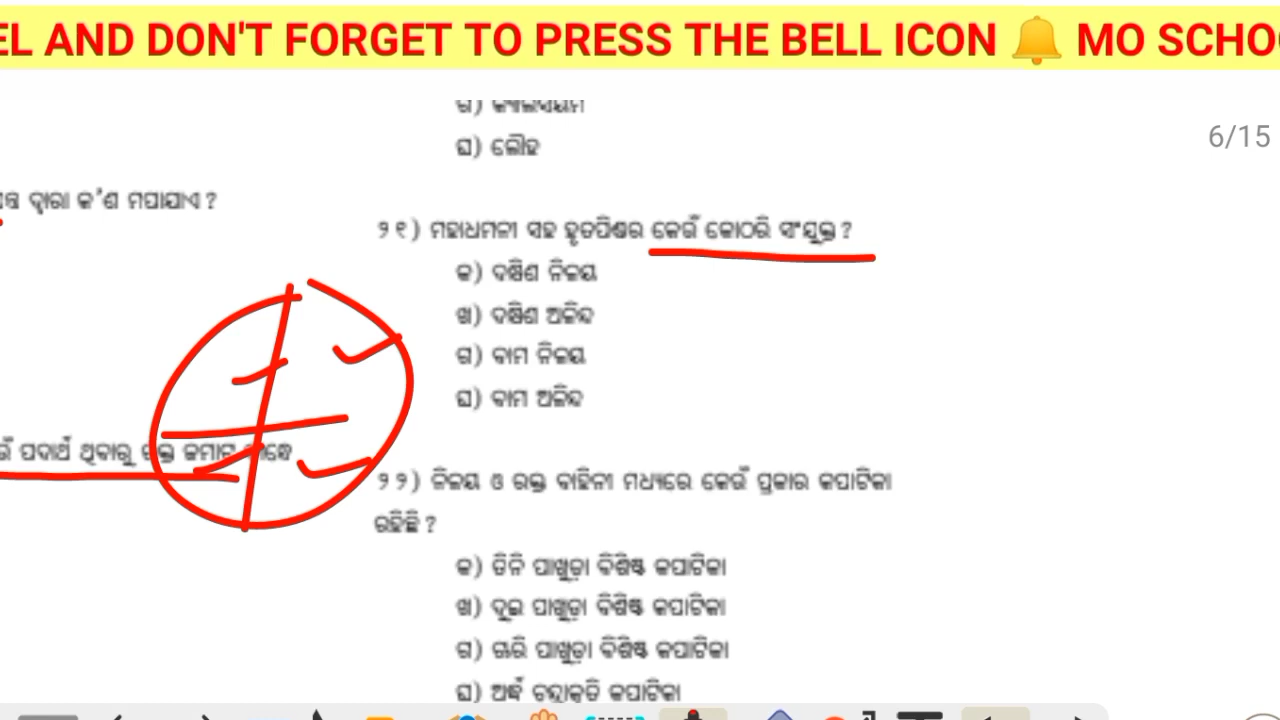 EL AND DON'T FORGET TO PRESS THE BELL ICON 🔔 MO SCHO
6/15
ଘ) ଲୌହ
ଦ୍ୱାରା କ'ଣ ମପାଯାଏ ?
୨୧) ମହାଧମନୀ ସହ ହୃତପିଣ୍ଡର କେଉଁ କୋଠରି ସଂଯୁକ୍ତ ?
କ) ଦକ୍ଷିଣ ନିଳୟ
ଖ) ଦକ୍ଷିଣ ଅଳିନ୍ଦ
ଗ) ବାମ ନିଳୟ
ଘ) ବାମ ଅଳିନ୍ଦ
ପଦାର୍ଥ ଥିବାରୁ ରକ୍ତ ଜମାଟ
୨୨) ନିଳୟ ଓ ରକ୍ତ ବାହିନୀ ମଧ୍ୟରେ କେଉଁ ପ୍ରକାର କପାଟିକା
ରହିଛି ?
କ) ତିନି ପାଖୁଡ଼ା ବିଶିଷ୍ଟ କପାଟିକା
ଖ) ଦୁଇ ପାଖୁଡ଼ା ବିଶିଷ୍ଟ କପାଟିକା
ଗ) ଚାରି ପାଖୁଡ଼ା ବିଶିଷ୍ଟ କପାଟିକା
ଘ) ଅର୍ଦ୍ଧ ଚନ୍ଦ୍ରାକୃତି କପାଟିକା